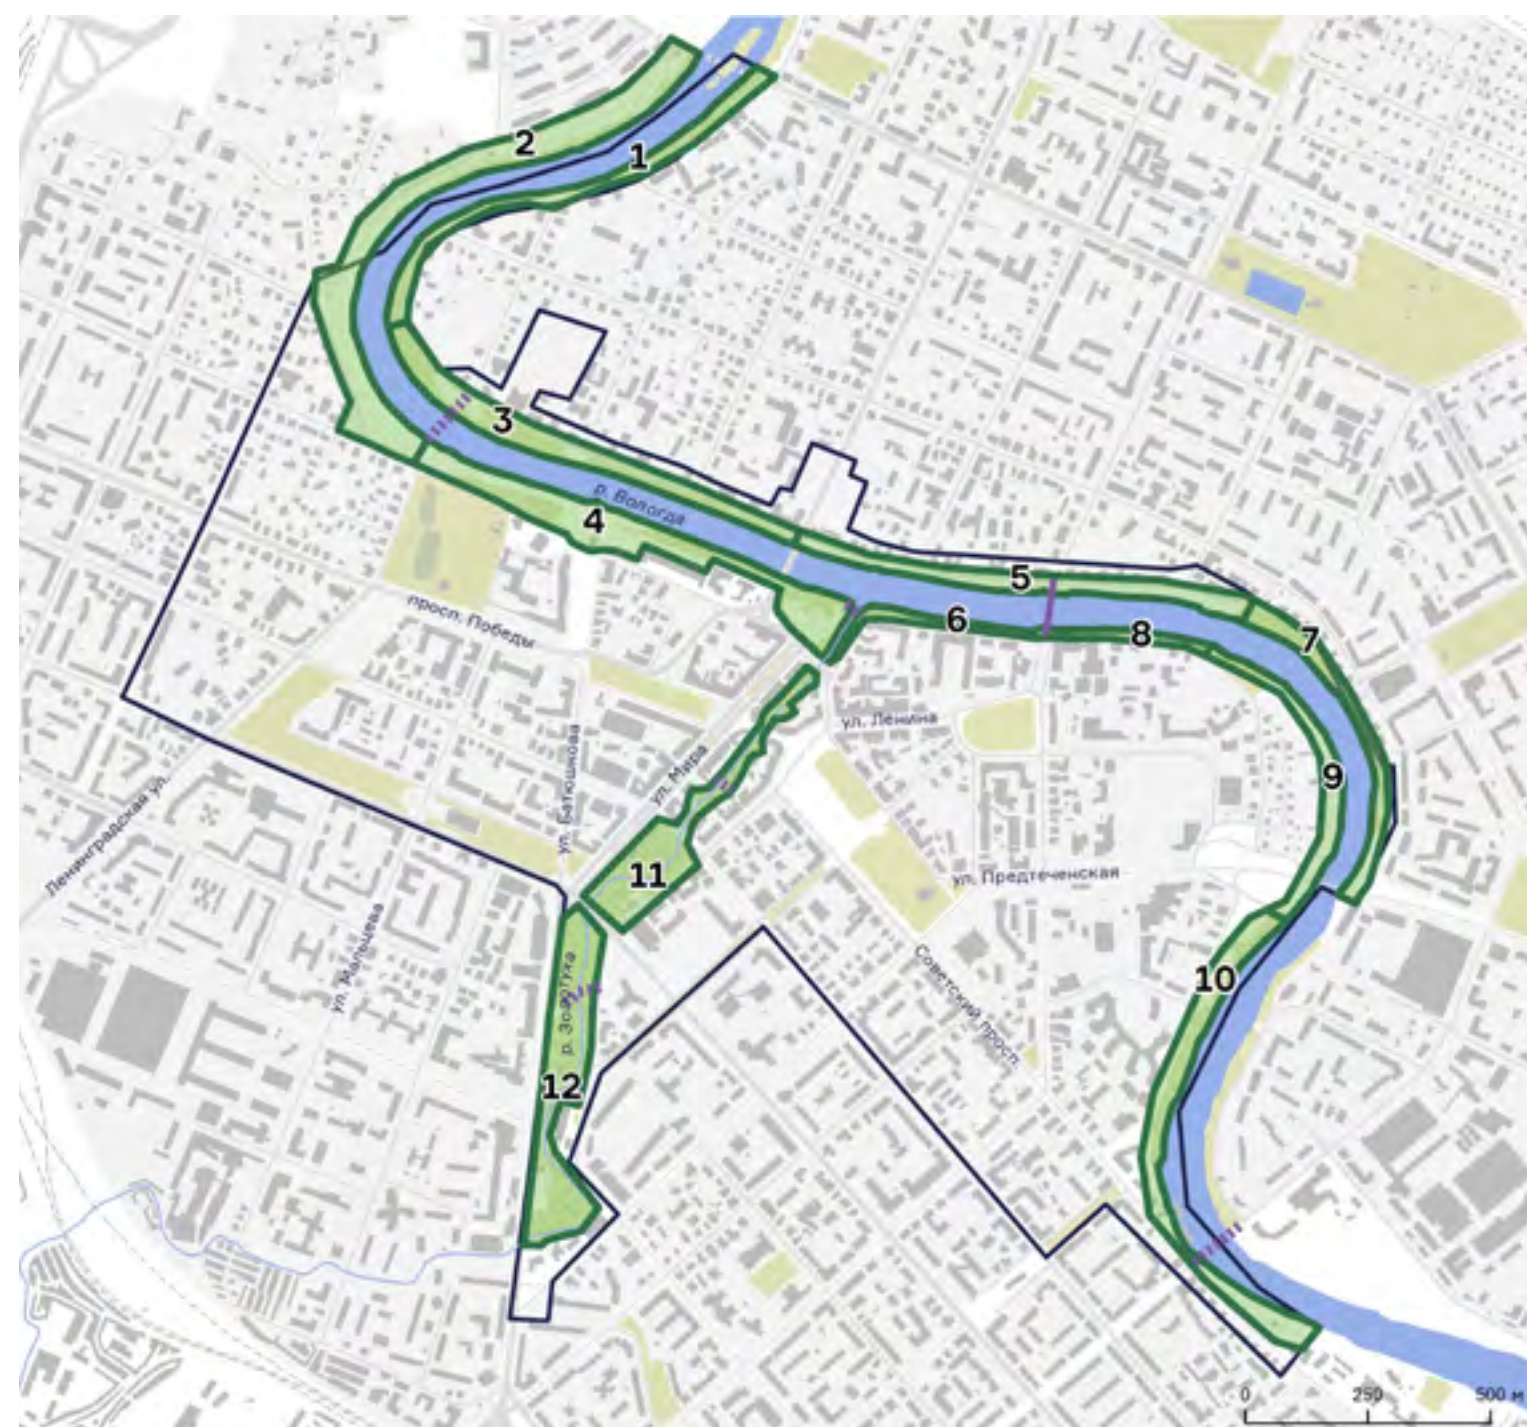 2
1
3
р. Вологда
4
5
6
8
7
просп. Победы
ул. Ленина
ул. Батюшкова
ул. Мира
9
Ленинградская ул.
11
ул. Предтеченская
ул. Мальцева
р. Золотуха
Советский просп.
10
12
0 250 500 м